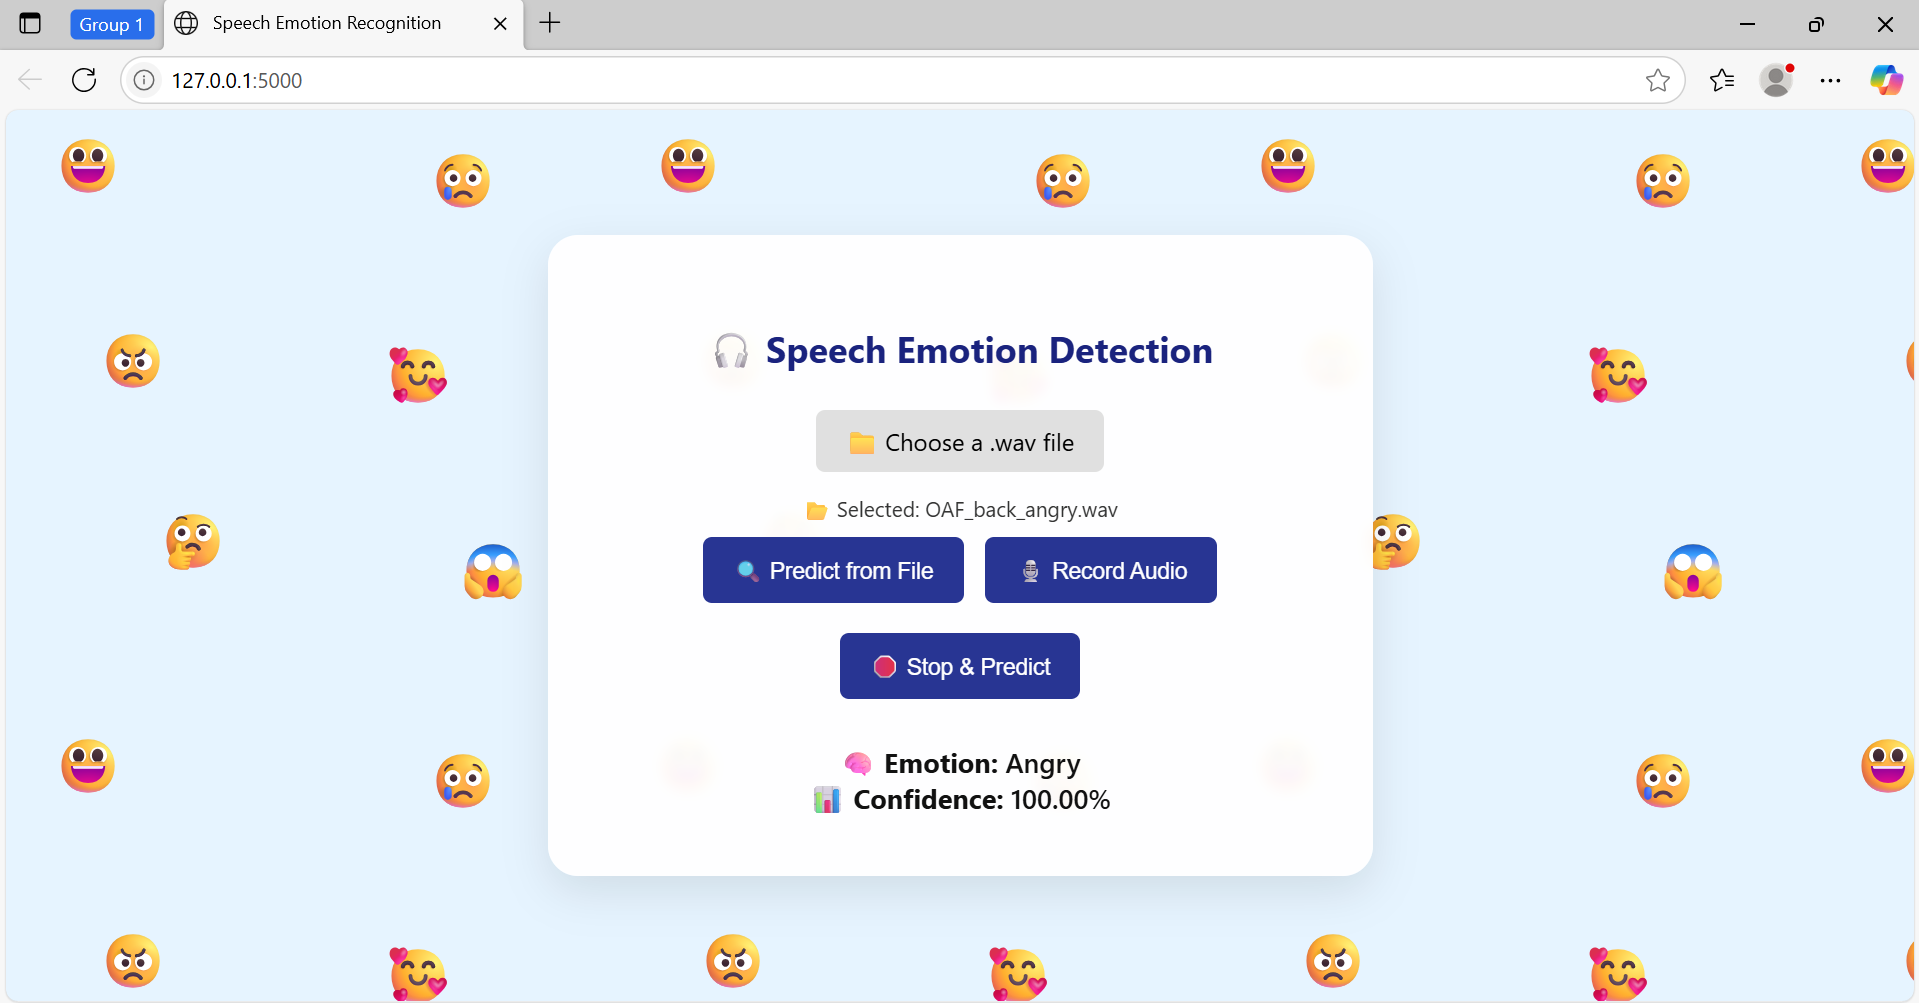 Group 1
Speech Emotion Recognition
127.0.0.1:5000
Speech Emotion Detection
Choose a .wav file
Selected: OAF_back_angry.wav
Predict from File
Record Audio
Stop & Predict
Emotion: Angry
Confidence: 100.00%